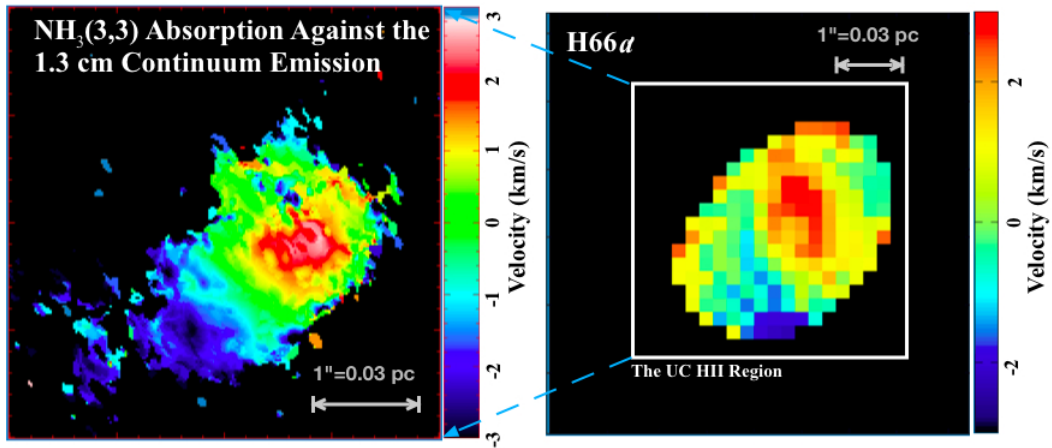 NH₃(3,3) Absorption Against the
1.3 cm Continuum Emission
1"=0.03 pc
3
2
1
0
-1
-2
-3
Velocity (km/s)
H66α
1"=0.03 pc
The UC HII Region
2
0
-2
Velocity (km/s)